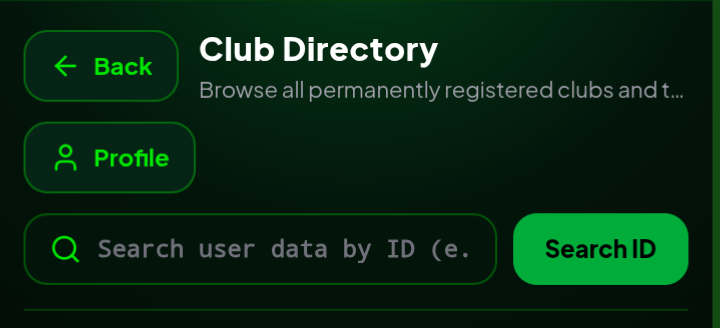 Back
Club Directory
Browse all permanently registered clubs and t…
Profile
Search user data by ID (e.
Search ID